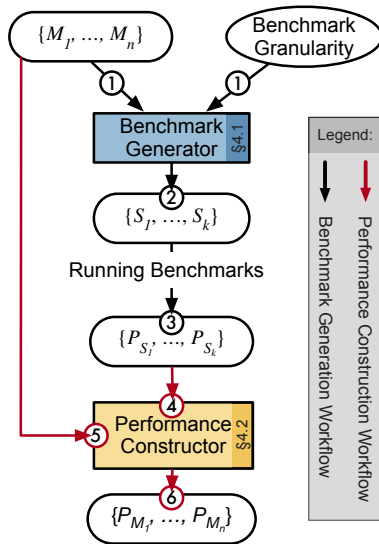 {M1, ..., Mn}
Benchmark
Granularity
1
1
Benchmark
Generator
§4.1
2
{S1, ..., Sk}
Running Benchmarks
3
{PS1, ..., PSk}
4
5
Performance
Constructor
§4.2
6
{PM1, ..., PMn}
Legend:
Performance Construction Workflow
Benchmark Generation Workflow